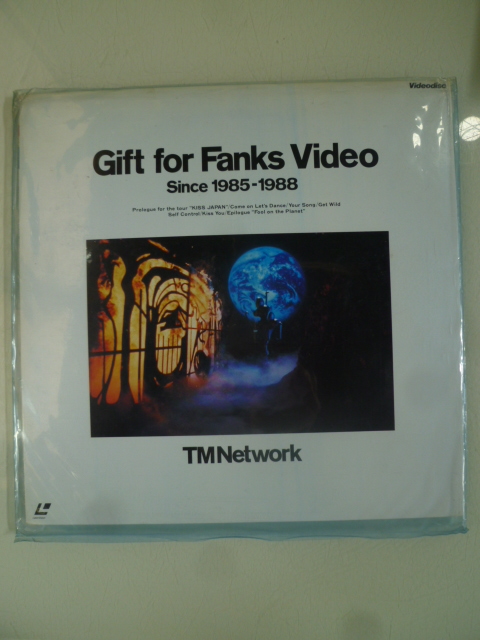 Videodisc
Gift for Fanks Video
Since 1985-1988
Prologue for the tour "KISS JAPAN"/Come on Let's Dance/Your Song/Get Wild
Self Control/Kiss You/Epilogue "Fool on the Planet"
TMNetwork